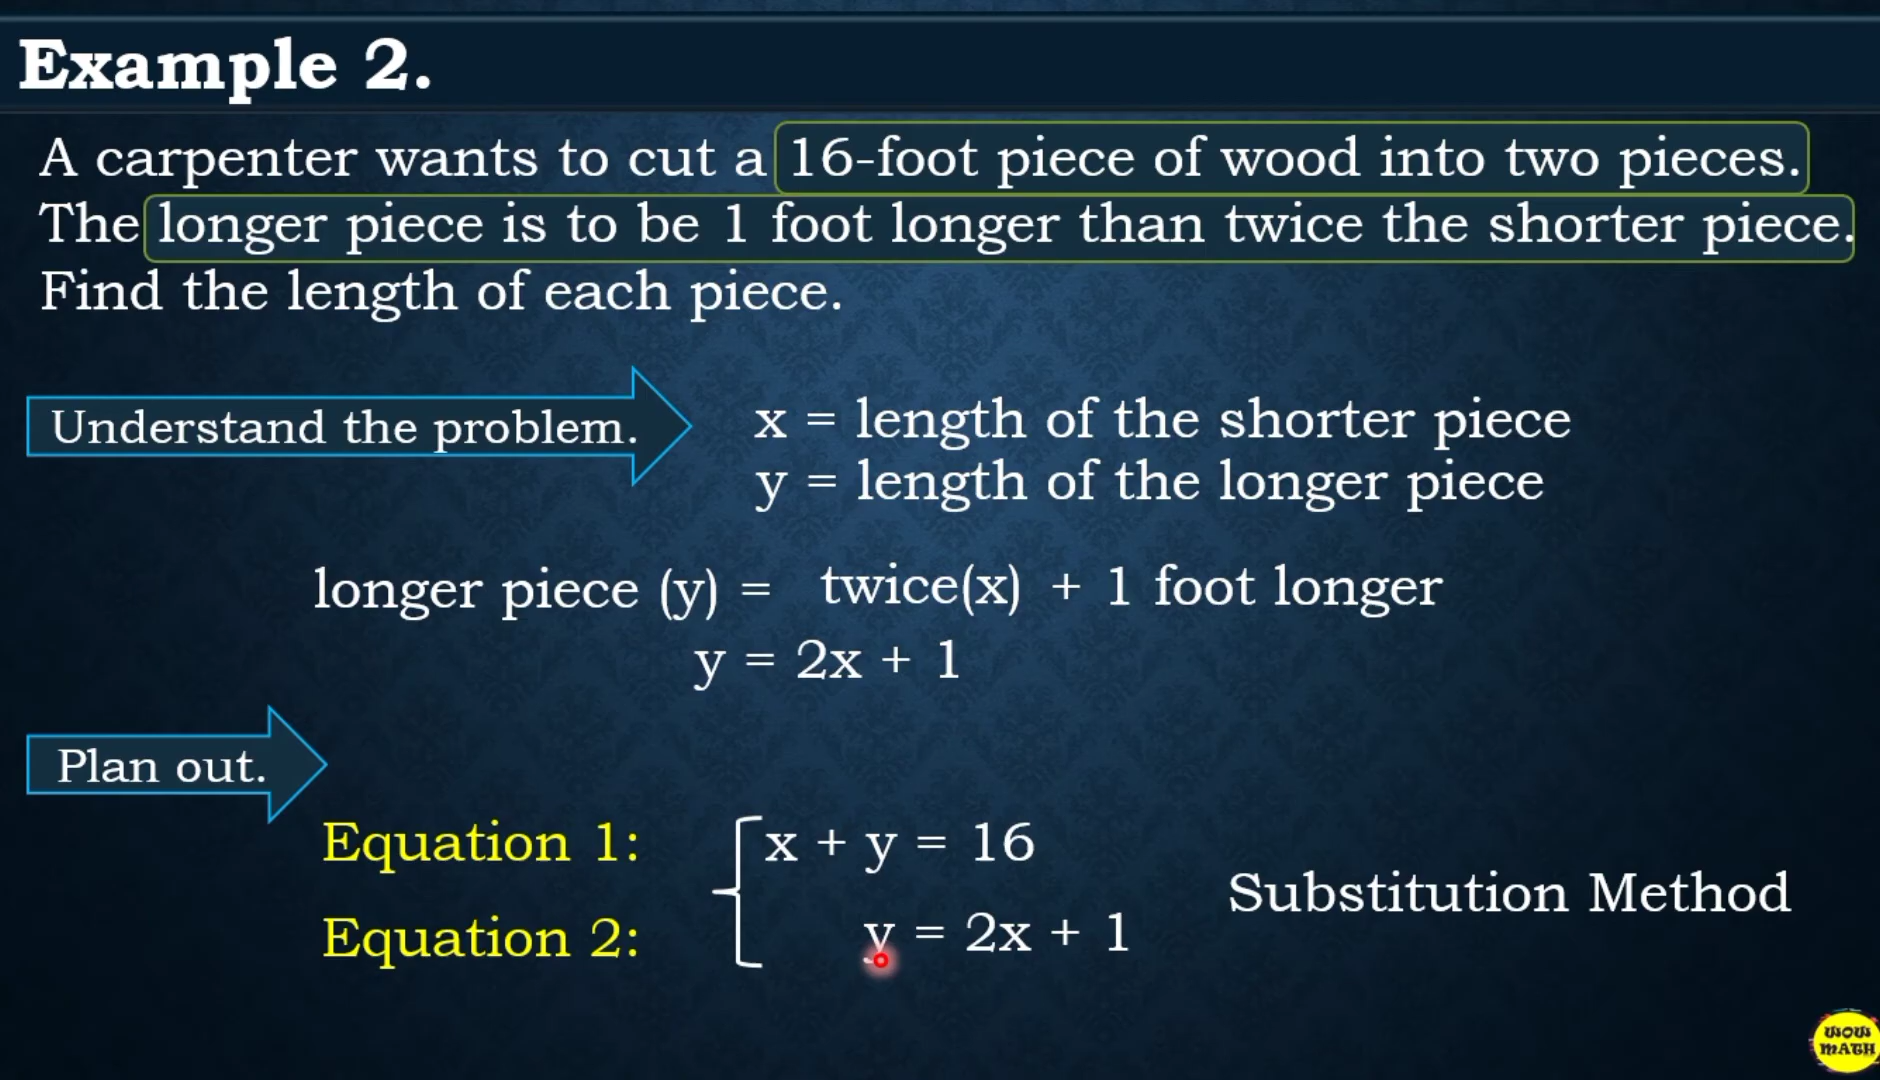 Example 2.
A carpenter wants to cut a 16-foot piece of wood into two pieces.
The longer piece is to be 1 foot longer than twice the shorter piece.
Find the length of each piece.
Understand the problem.
x = length of the shorter piece
y = length of the longer piece
longer piece (y) = twice(x) + 1 foot longer
y = 2x + 1
Plan out.
Equation 1: x + y = 16
Equation 2: y = 2x + 1
Substitution Method
WOW
MATH